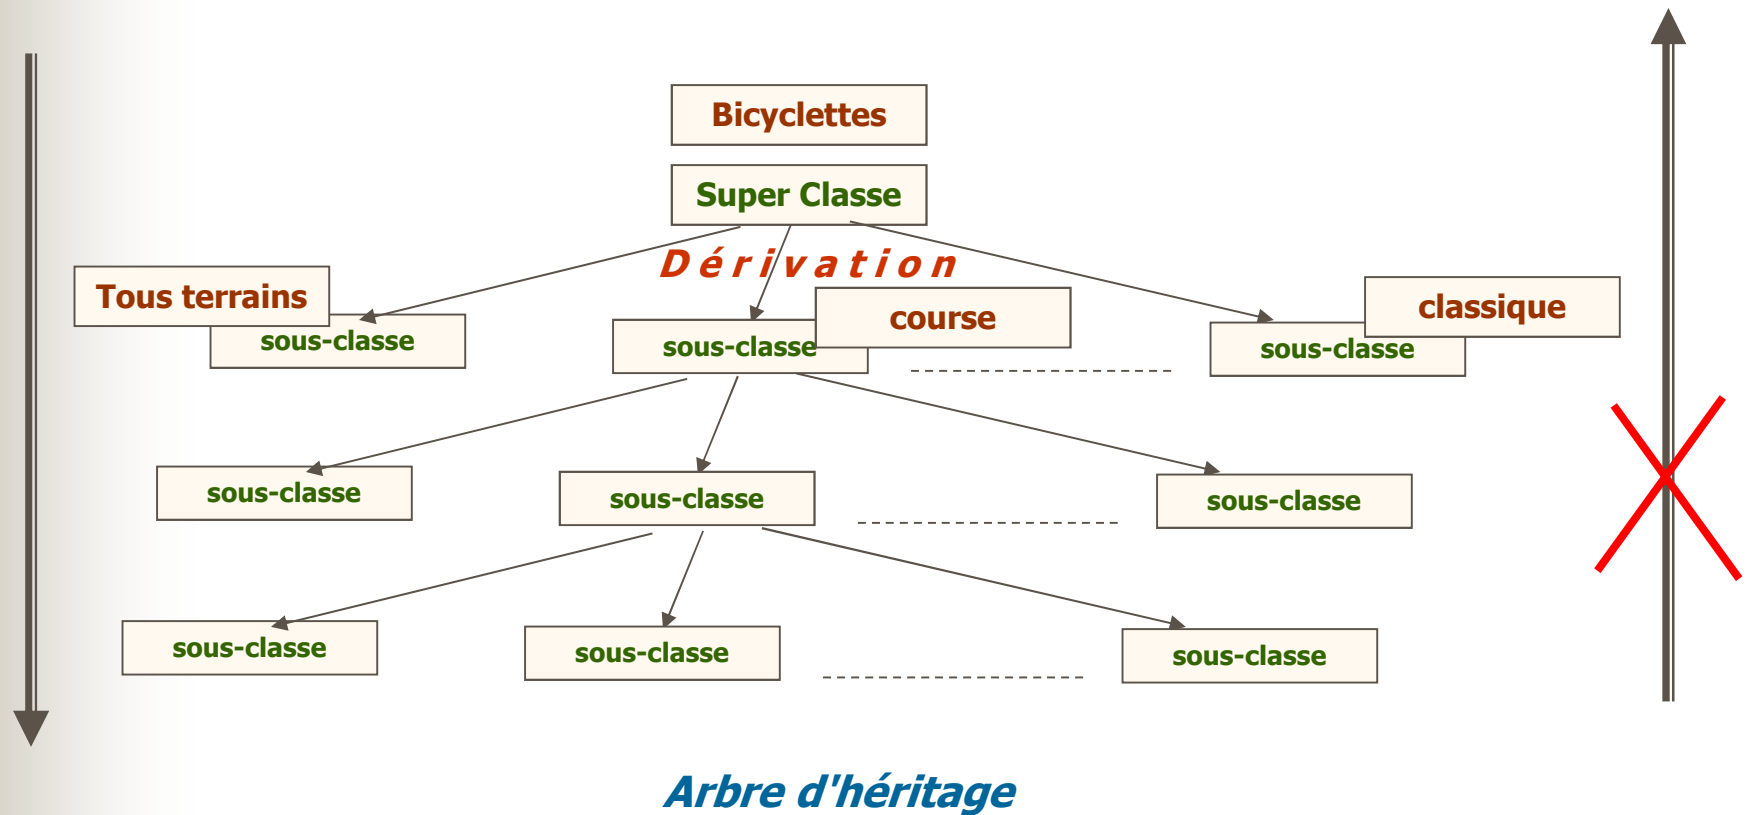 Bicyclettes
Super Classe
Dérivation
Tous terrains
sous-classe
course
sous-classe
classique
sous-classe
sous-classe
sous-classe
sous-classe
sous-classe
sous-classe
sous-classe
Arbre d'héritage